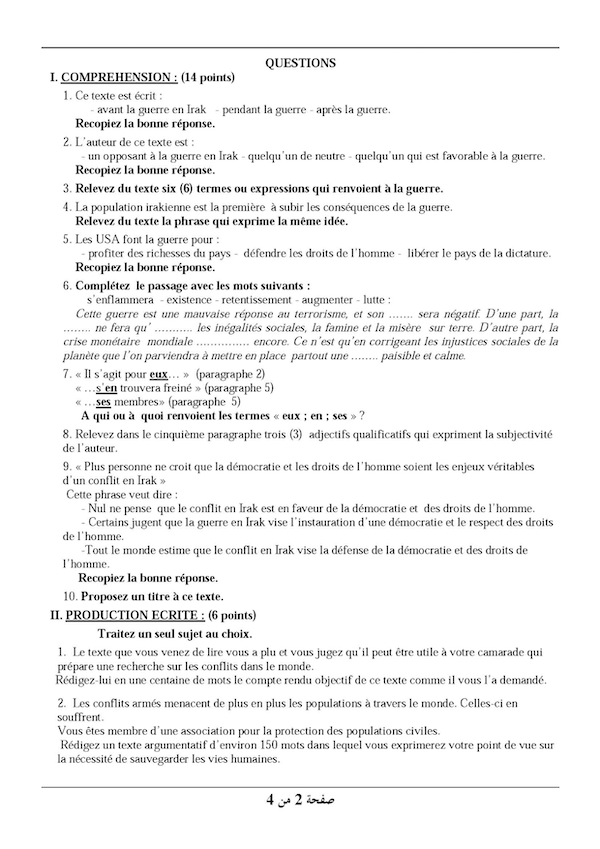 QUESTIONS
I. COMPREHENSION : (14 points)
1. Ce texte est écrit :
- avant la guerre en Irak - pendant la guerre - après la guerre.
Recopiez la bonne réponse.
2. L'auteur de ce texte est :
- un opposant à la guerre en Irak - quelqu'un de neutre - quelqu'un qui est favorable à la guerre.
Recopiez la bonne réponse.
3. Relevez du texte six (6) termes ou expressions qui renvoient à la guerre.
4. La population irakienne est la première à subir les conséquences de la guerre.
Relevez du texte la phrase qui exprime la même idée.
5. Les USA font la guerre pour :
- profiter des richesses du pays - défendre les droits de l'homme - libérer le pays de la dictature.
Recopiez la bonne réponse.
6. Complétez le passage avec les mots suivants :
s'enflammera - existence - retentissement - augmenter - lutte :
Cette guerre est une mauvaise réponse au terrorisme, et son ……. sera négatif. D'une part, la
…….. ne fera qu' ……….. les inégalités sociales, la famine et la misère sur terre. D'autre part, la
crise monétaire mondiale …………… encore. Ce n'est qu'en corrigeant les injustices sociales de la
planète que l'on parviendra à mettre en place partout une …….. paisible et calme.
7. « Il s'agit pour eux… » (paragraphe 2)
« …s'en trouvera freiné » (paragraphe 5)
« …ses membres» (paragraphe 5)
A qui ou à quoi renvoient les termes « eux ; en ; ses » ?
8. Relevez dans le cinquième paragraphe trois (3) adjectifs qualificatifs qui expriment la subjectivité
de l'auteur.
9. « Plus personne ne croit que la démocratie et les droits de l'homme soient les enjeux véritables
d'un conflit en Irak »
Cette phrase veut dire :
- Nul ne pense que le conflit en Irak est en faveur de la démocratie et des droits de l'homme.
- Certains jugent que la guerre en Irak vise l'instauration d'une démocratie et le respect des droits
de l'homme.
-Tout le monde estime que le conflit en Irak vise la défense de la démocratie et des droits de
l'homme.
Recopiez la bonne réponse.
10. Proposez un titre à ce texte.
II. PRODUCTION ECRITE : (6 points)
Traitez un seul sujet au choix.
1. Le texte que vous venez de lire vous a plu et vous jugez qu'il peut être utile à votre camarade qui
prépare une recherche sur les conflits dans le monde.
Rédigez-lui en une centaine de mots le compte rendu objectif de ce texte comme il vous l'a demandé.
2. Les conflits armés menacent de plus en plus les populations à travers le monde. Celles-ci en
souffrent.
Vous êtes membre d'une association pour la protection des populations civiles.
Rédigez un texte argumentatif d'environ 150 mots dans lequel vous exprimerez votre point de vue sur
la nécessité de sauvegarder les vies humaines.
صفحة 2 من 4